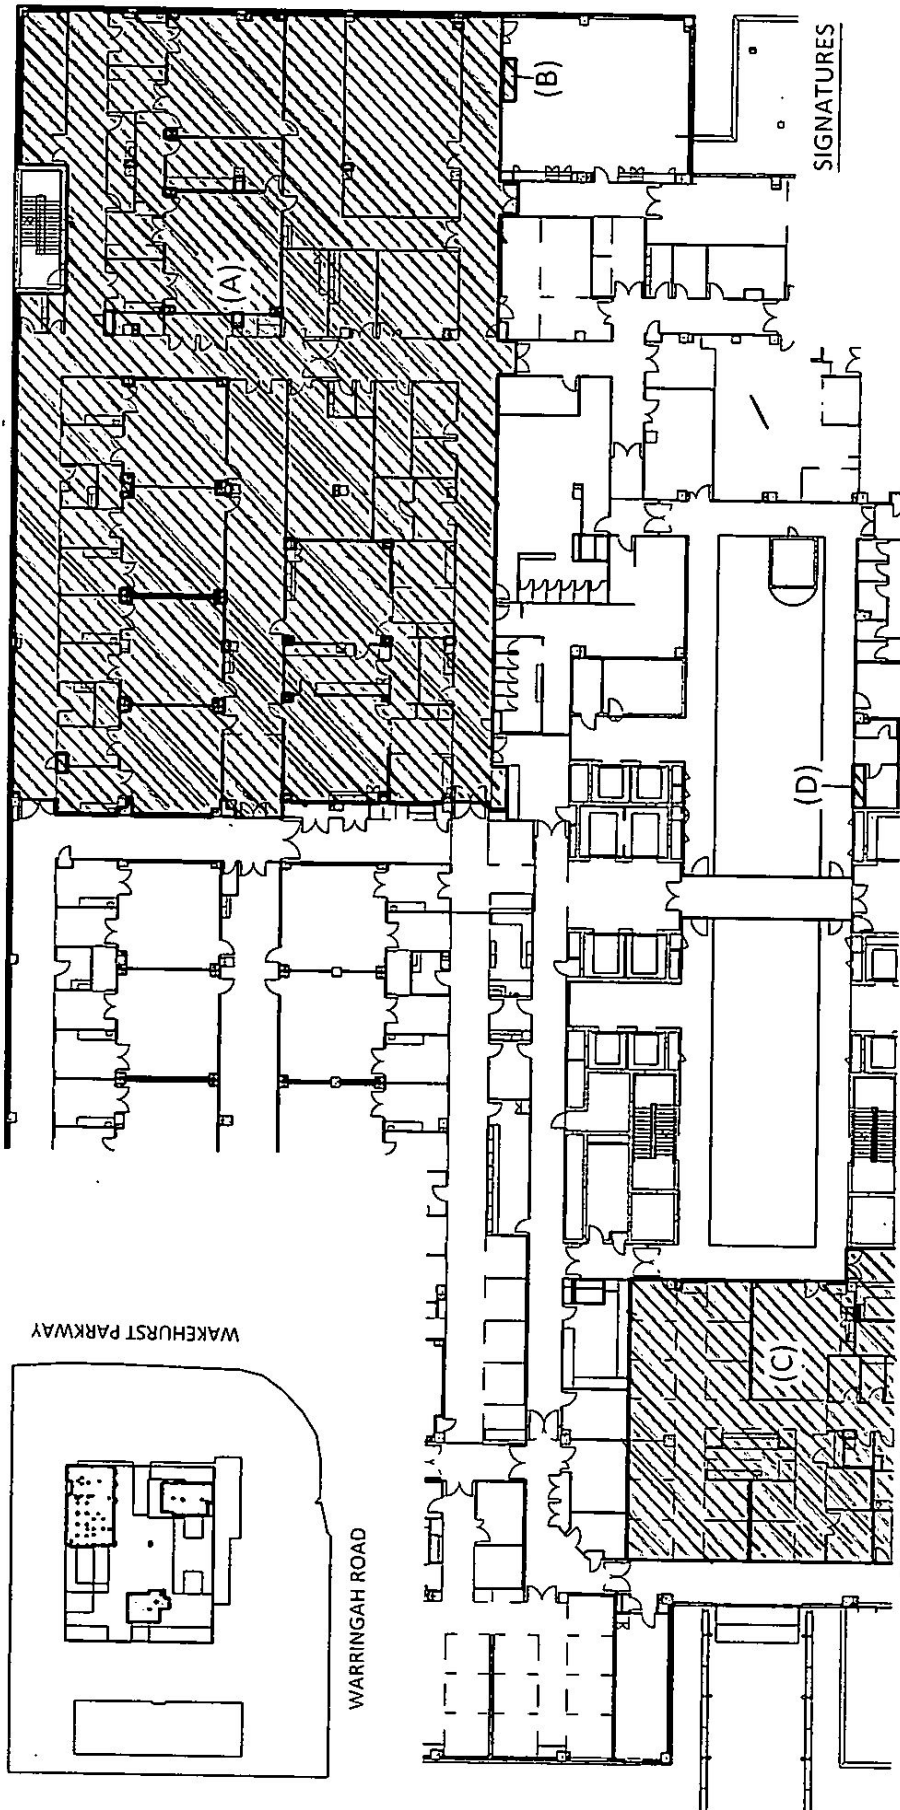 SIGNATURES
(A)
(B)
(C)
(D)
WAKEHURST PARKWAY
WARRINGAH ROAD